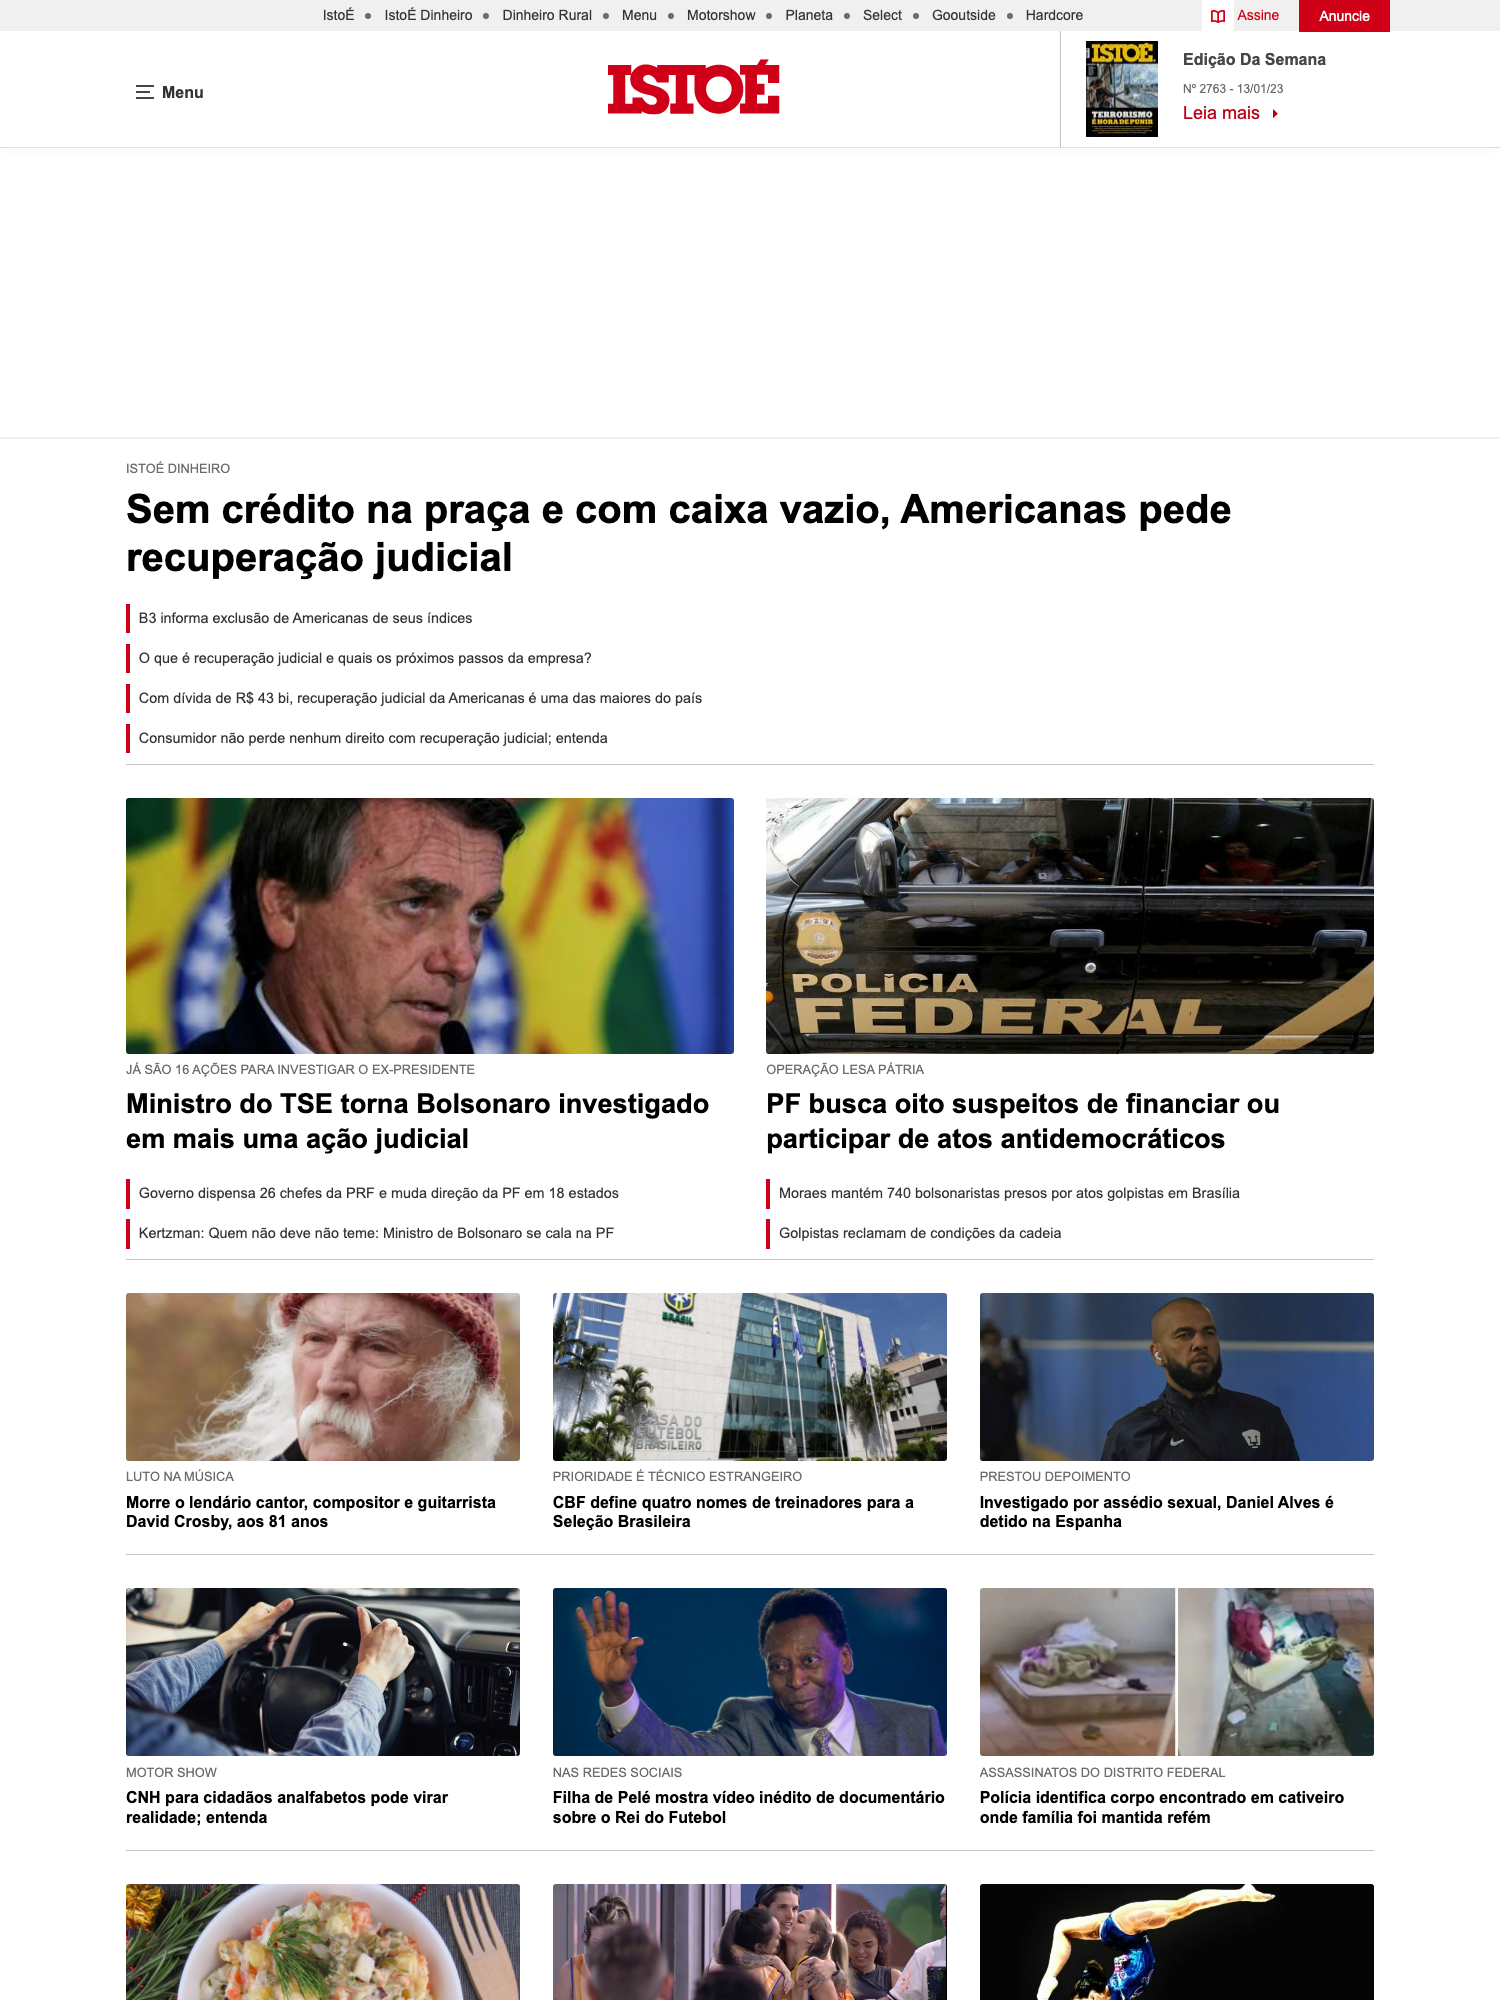 IstoÉ
IstoÉ Dinheiro
Dinheiro Rural
Menu
Motorshow
Planeta
Select
Gooutside
Hardcore
Assine
Anuncie
Menu
ISTOÉ
ISTOÉ
TERRORISMO
É HORA DE PUNIR
Edição Da Semana
Nº 2763 - 13/01/23
Leia mais
ISTOÉ DINHEIRO
Sem crédito na praça e com caixa vazio, Americanas pede
recuperação judicial
B3 informa exclusão de Americanas de seus índices
O que é recuperação judicial e quais os próximos passos da empresa?
Com dívida de R$ 43 bi, recuperação judicial da Americanas é uma das maiores do país
Consumidor não perde nenhum direito com recuperação judicial; entenda
JÁ SÃO 16 AÇÕES PARA INVESTIGAR O EX-PRESIDENTE
Ministro do TSE torna Bolsonaro investigado
em mais uma ação judicial
Governo dispensa 26 chefes da PRF e muda direção da PF em 18 estados
Kertzman: Quem não deve não teme: Ministro de Bolsonaro se cala na PF
POLÍCIA
FEDERAL
OPERAÇÃO LESA PÁTRIA
PF busca oito suspeitos de financiar ou
participar de atos antidemocráticos
Moraes mantém 740 bolsonaristas presos por atos golpistas em Brasília
Golpistas reclamam de condições da cadeia
LUTO NA MÚSICA
Morre o lendário cantor, compositor e guitarrista
David Crosby, aos 81 anos
BRASIL
CASA DO
FUTEBOL
BRASILEIRO
PRIORIDADE É TÉCNICO ESTRANGEIRO
CBF define quatro nomes de treinadores para a
Seleção Brasileira
PRESTOU DEPOIMENTO
Investigado por assédio sexual, Daniel Alves é
detido na Espanha
MOTOR SHOW
CNH para cidadãos analfabetos pode virar
realidade; entenda
NAS REDES SOCIAIS
Filha de Pelé mostra vídeo inédito de documentário
sobre o Rei do Futebol
ASSASSINATOS DO DISTRITO FEDERAL
Polícia identifica corpo encontrado em cativeiro
onde família foi mantida refém